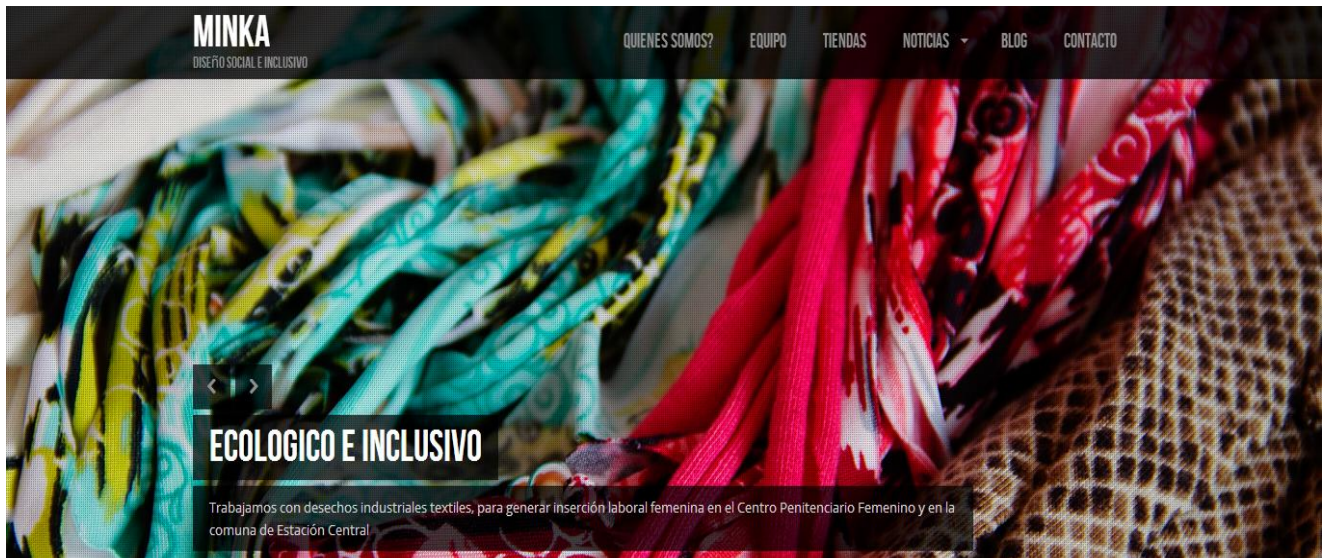 MINKA
DISEÑO SOCIAL E INCLUSIVO
QUIENES SOMOS? EQUIPO TIENDAS NOTICIAS BLOG CONTACTO
ECOLOGICO E INCLUSIVO
Trabajamos con desechos industriales textiles, para generar inserción laboral femenina en el Centro Penitenciario Femenino y en la
comuna de Estación Central